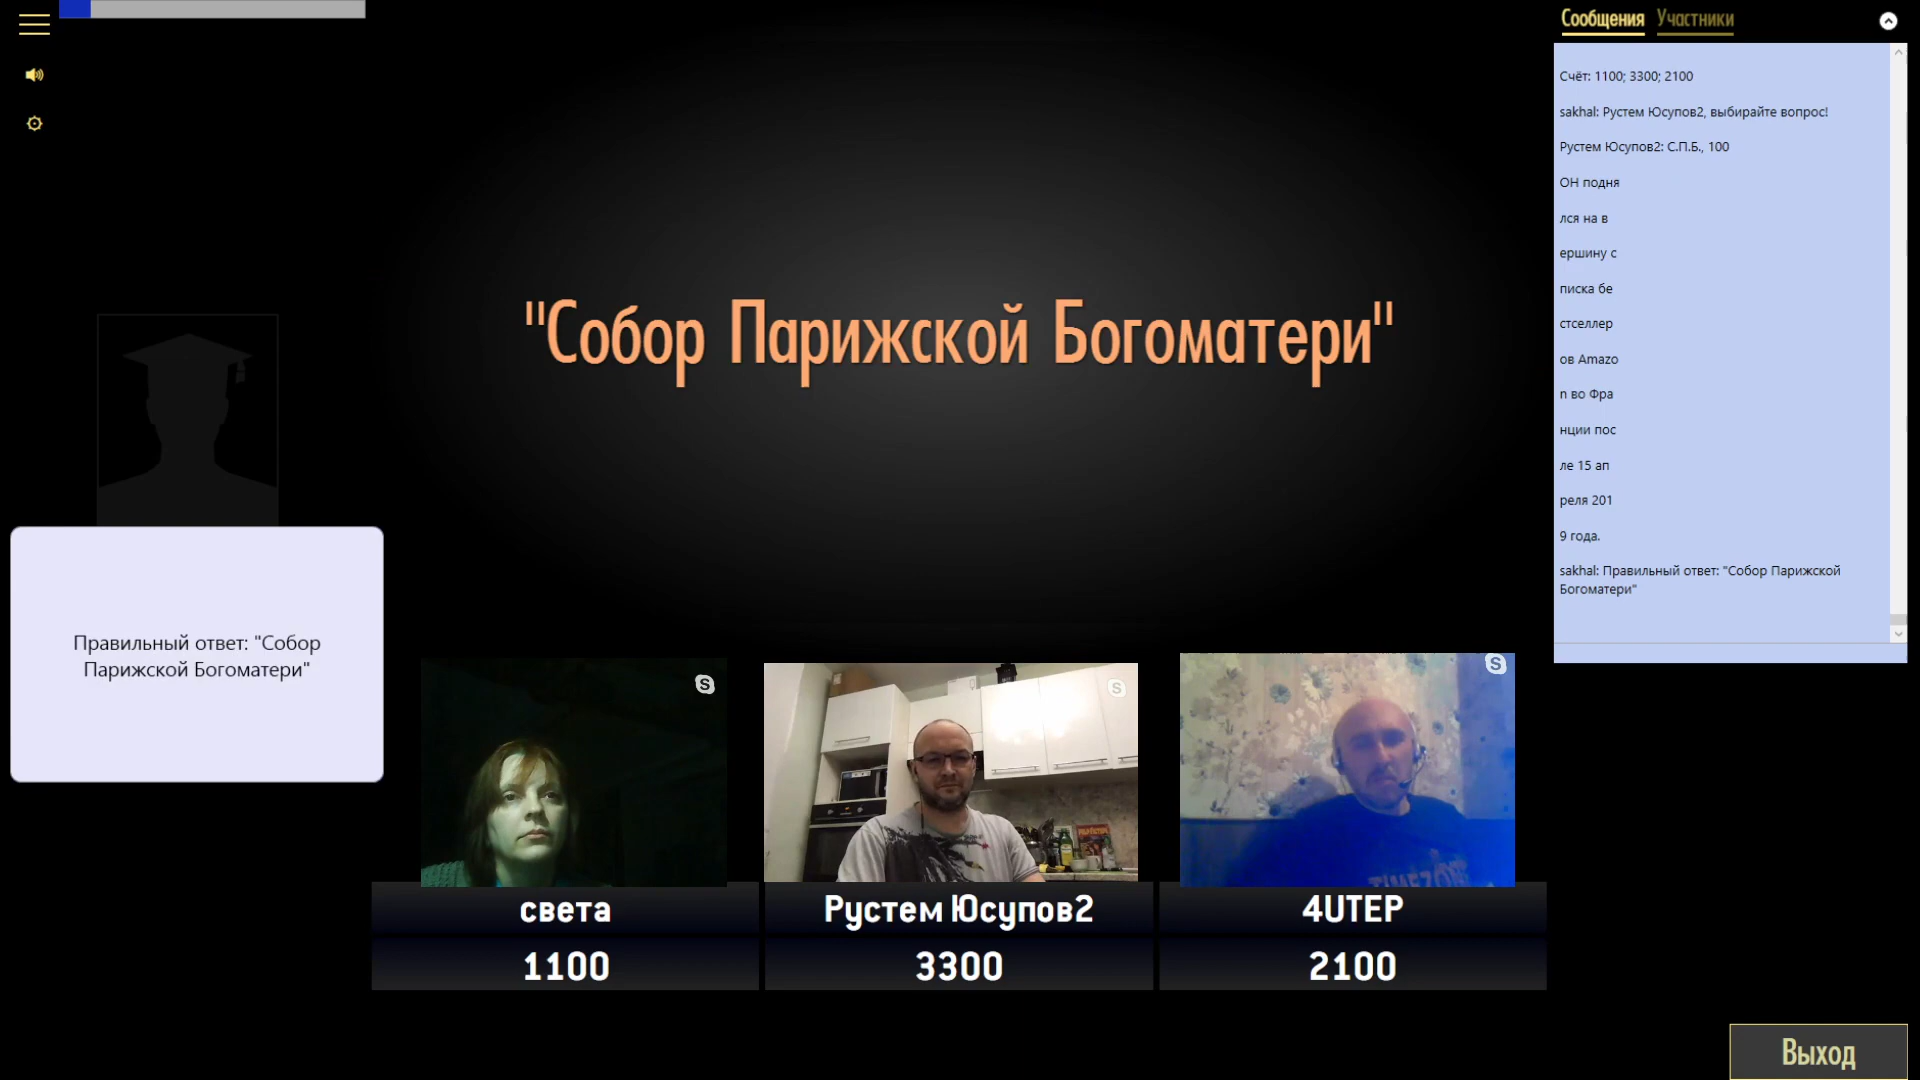 Сообщения Участники
Счёт: 1100; 3300; 2100
sakhal: Рустем Юсупов2, выбирайте вопрос!
Рустем Юсупов2: С.П.Б., 100
ОН подня
лся на в
ершину с
писка бе
стселлер
ов Amazo
n во Фра
нции пос
ле 15 ап
реля 201
9 года.
sakhal: Правильный ответ: "Собор Парижской
Богоматери"
"Собор Парижской Богоматери"
Правильный ответ: "Собор
Парижской Богоматери"
S
S
S
TIMEZONE
света
Рустем Юсупов2
4UTEP
1100
3300
2100
Выход